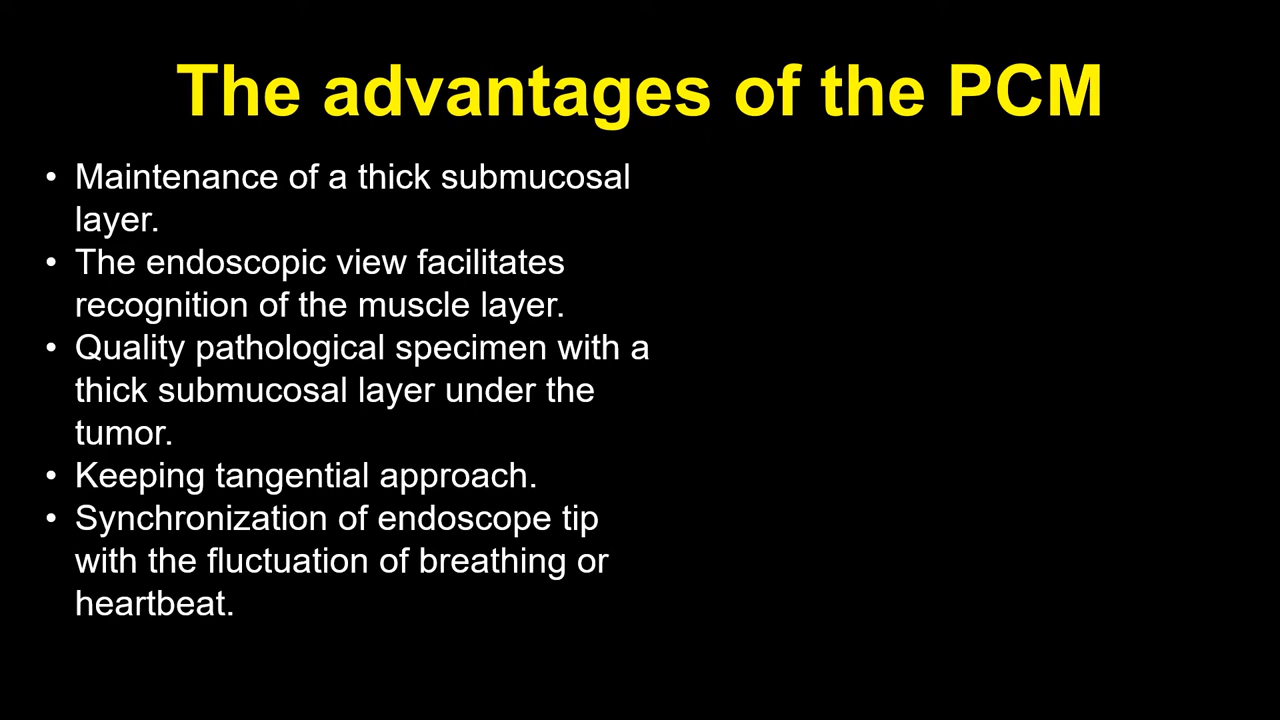 The advantages of the PCM
• Maintenance of a thick submucosal
layer.
• The endoscopic view facilitates
recognition of the muscle layer.
• Quality pathological specimen with a
thick submucosal layer under the
tumor.
• Keeping tangential approach.
• Synchronization of endoscope tip
with the fluctuation of breathing or
heartbeat.